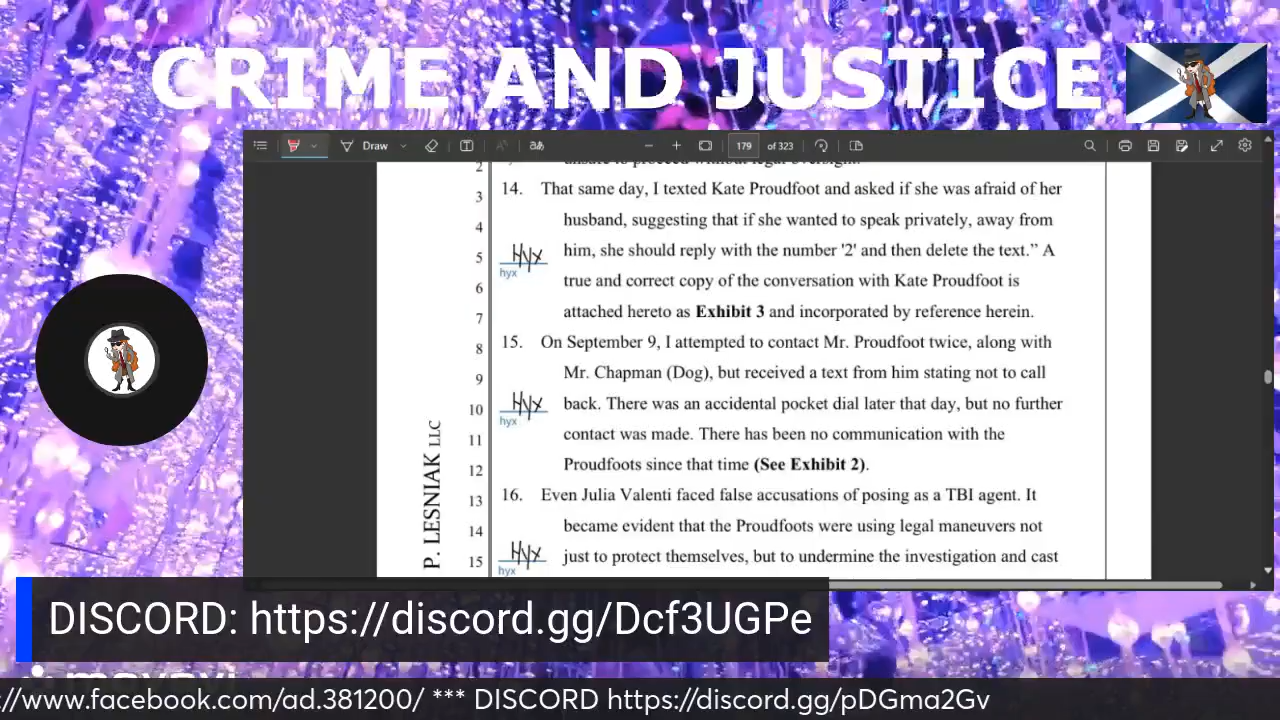 CRIME AND JUSTICE
Draw
179 of 323
2
unsafe to proceed without legal oversight.
3 14. That same day, I texted Kate Proudfoot and asked if she was afraid of her
4 husband, suggesting that if she wanted to speak privately, away from
5 HYX him, she should reply with the number '2' and then delete the text.” A
hyx
6 true and correct copy of the conversation with Kate Proudfoot is
7 attached hereto as Exhibit 3 and incorporated by reference herein.
8 15. On September 9, I attempted to contact Mr. Proudfoot twice, along with
9 Mr. Chapman (Dog), but received a text from him stating not to call
10 HYX back. There was an accidental pocket dial later that day, but no further
hyx
11 contact was made. There has been no communication with the
12 Proudfoots since that time (See Exhibit 2).
13 16. Even Julia Valenti faced false accusations of posing as a TBI agent. It
14 became evident that the Proudfoots were using legal maneuvers not
15 HYX just to protect themselves, but to undermine the investigation and cast
hyx
P. LESNIAK LLC
DISCORD: https://discord.gg/Dcf3UGPe
://www.facebook.com/ad.381200/ *** DISCORD https://discord.gg/pDGma2Gv